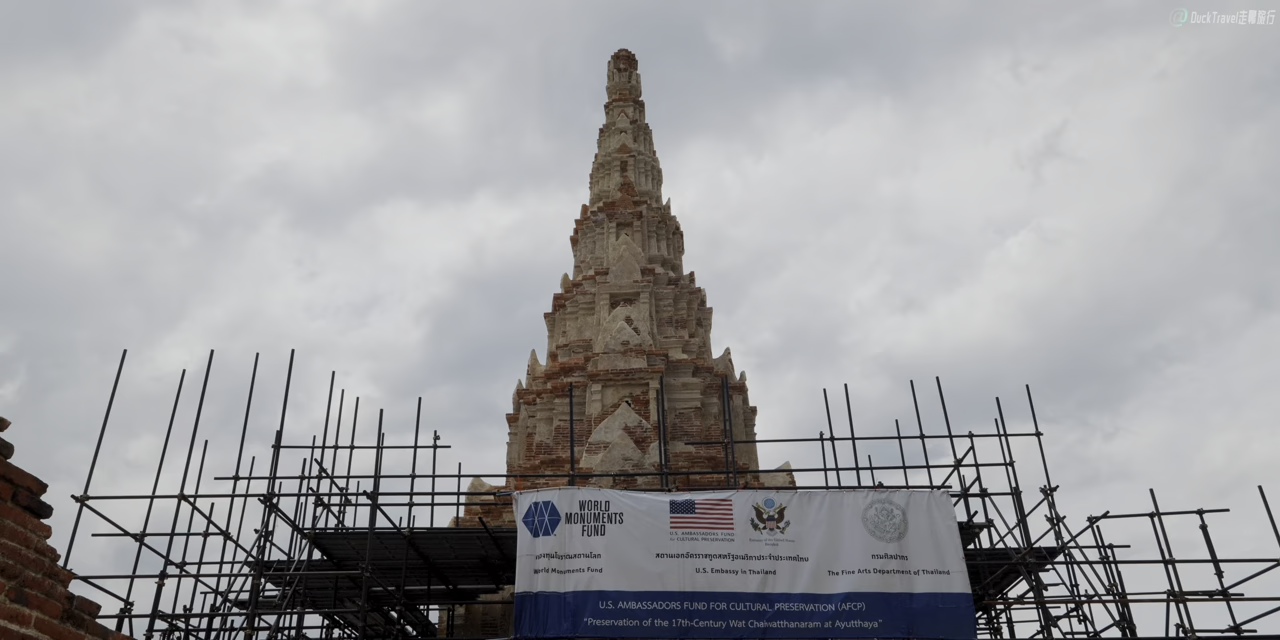 @DuckTravel走鴨旅行
WORLD
MONUMENTS
FUND
U.S. AMBASSADORS FUND
for CULTURAL PRESERVATION
กองทุนโบราณสถานโลก
World Monuments Fund
สถานเอกอัครราชทูตสหรัฐอเมริกาประจำประเทศไทย
U.S. Embassy in Thailand
กรมศิลปากร
The Fine Arts Department of Thailand
U.S. AMBASSADORS FUND FOR CULTURAL PRESERVATION (AFCP)
"Preservation of the 17th-Century Wat Chaiwatthanaram at Ayutthaya"